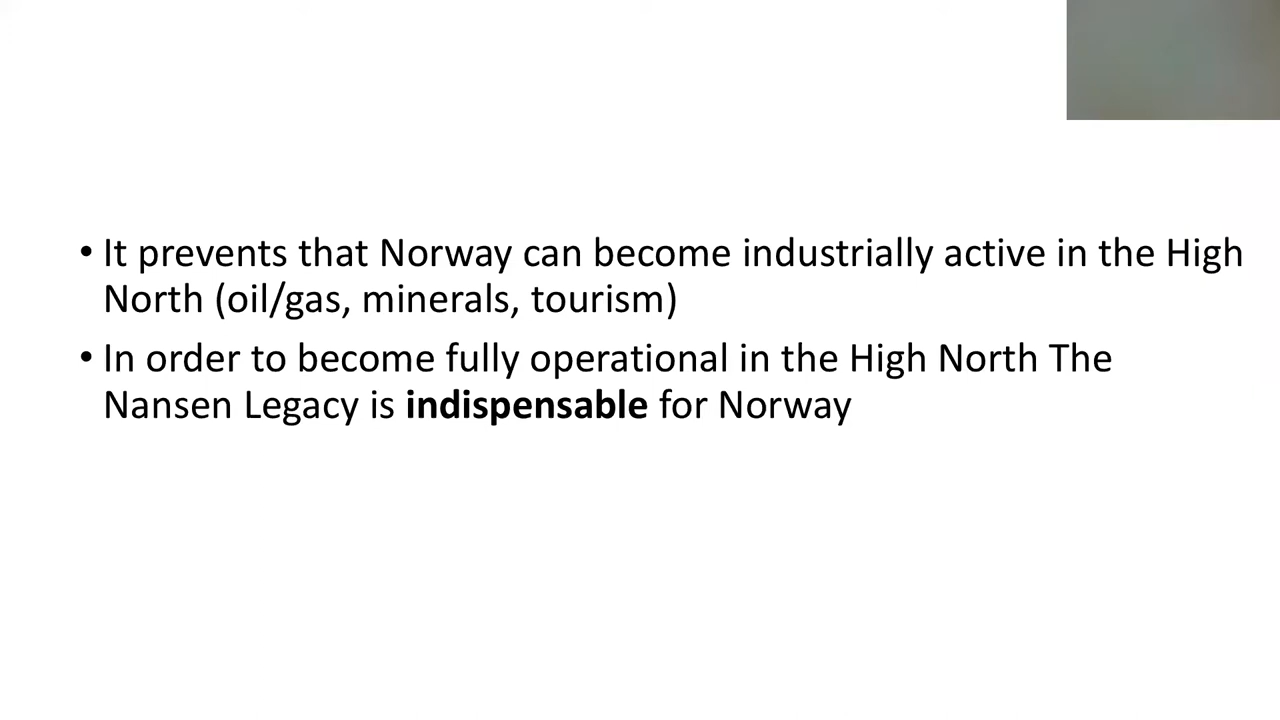 • It prevents that Norway can become industrially active in the High
North (oil/gas, minerals, tourism)
• In order to become fully operational in the High North The
Nansen Legacy is indispensable for Norway